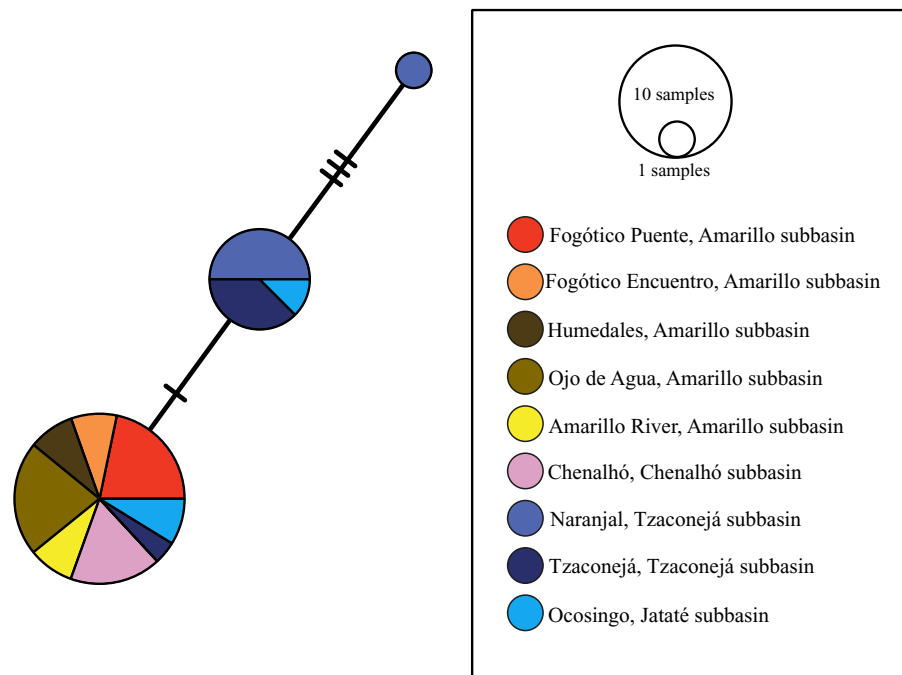 10 samples
1 samples
Fogótico Puente, Amarillo subbasin
Fogótico Encuentro, Amarillo subbasin
Humedales, Amarillo subbasin
Ojo de Agua, Amarillo subbasin
Amarillo River, Amarillo subbasin
Chenalhó, Chenalhó subbasin
Naranjal, Tzaconejá subbasin
Tzaconejá, Tzaconejá subbasin
Ocosingo, Jataté subbasin